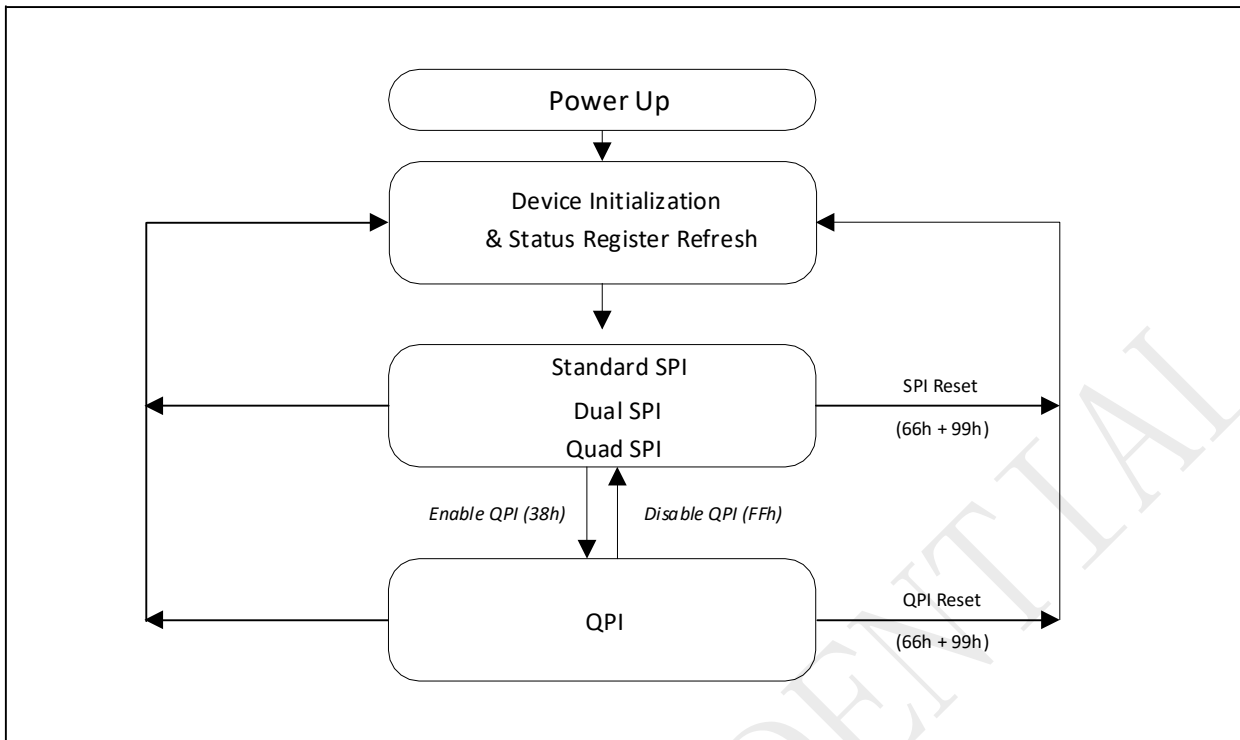 Power Up
Device Initialization
& Status Register Refresh
Standard SPI
Dual SPI
Quad SPI
SPI Reset
(66h + 99h)
Enable QPI (38h)
Disable QPI (FFh)
QPI
QPI Reset
(66h + 99h)
DENTIAL